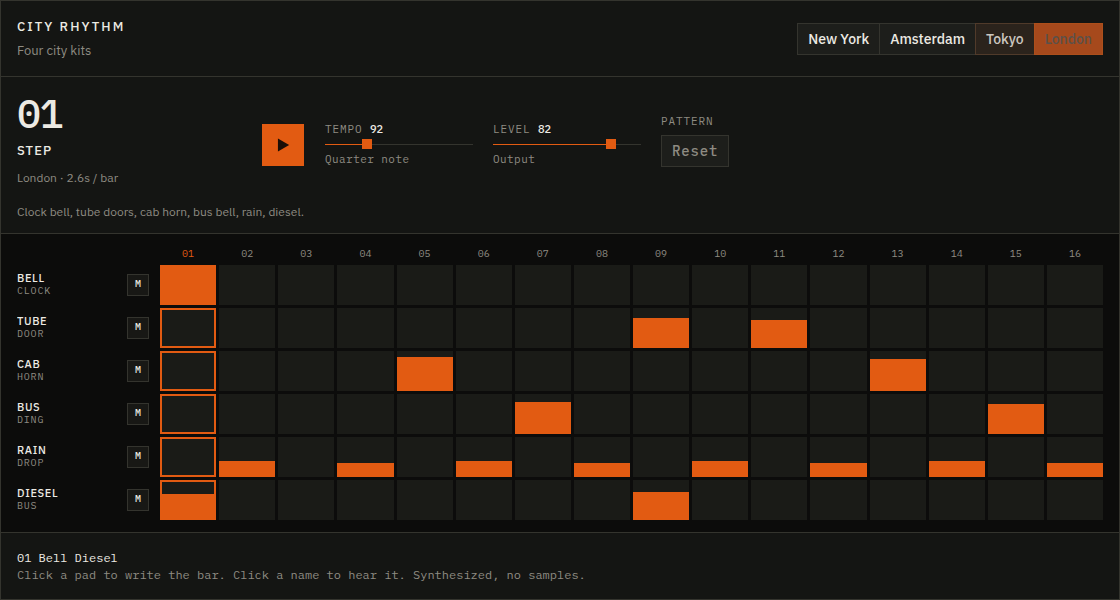 CITY RHYTHM
Four city kits
New York Amsterdam Tokyo London
01
STEP
London · 2.6s / bar
TEMPO 92
Quarter note
LEVEL 82
Output
PATTERN
Reset
Clock bell, tube doors, cab horn, bus bell, rain, diesel.
01 02 03 04 05 06 07 08 09 10 11 12 13 14 15 16
BELL
CLOCK
M
TUBE
DOOR
M
CAB
HORN
M
BUS
DING
M
RAIN
DROP
M
DIESEL
BUS
M
01 Bell Diesel
Click a pad to write the bar. Click a name to hear it. Synthesized, no samples.